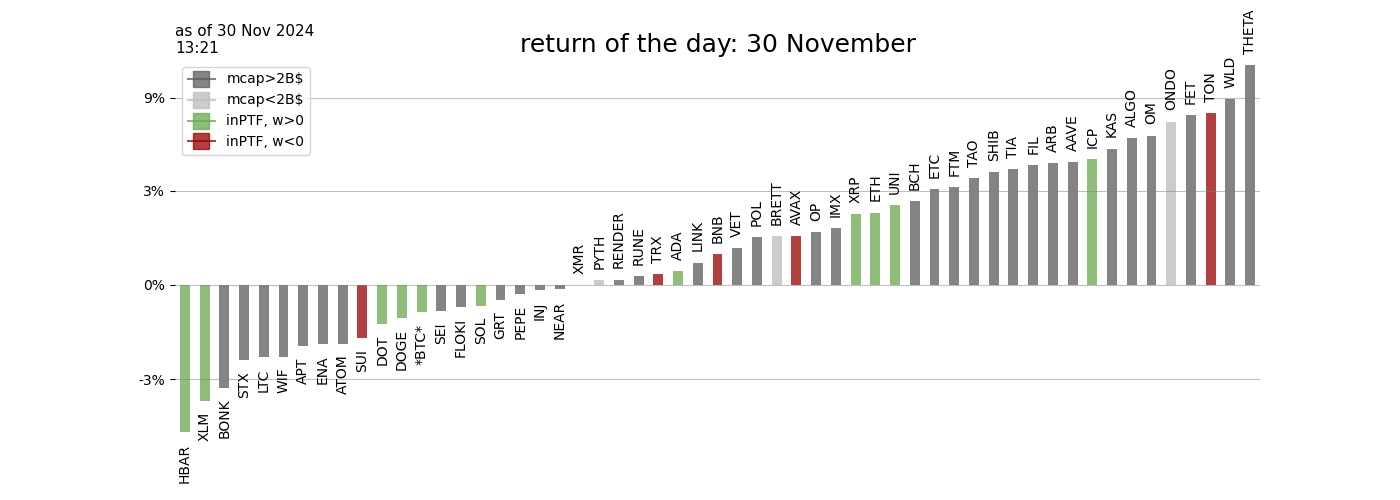 as of 30 Nov 2024
13:21
return of the day: 30 November
mcap>2B$
mcap<2B$
inPTF, w>0
inPTF, w<0
9%
3%
0%
-3%
HBAR
XLM
BONK
STX
LTC
WIF
APT
ENA
ATOM
SUI
DOT
DOGE
*BTC*
SEI
FLOKI
SOL
GRT
PEPE
INJ
NEAR
XMR
PYTH
RENDER
RUNE
TRX
ADA
LINK
BNB
VET
POL
BRETT
AVAX
OP
IMX
XRP
ETH
UNI
BCH
ETC
FTM
TAO
SHIB
TIA
FIL
ARB
AAVE
ICP
KAS
ALGO
OM
ONDO
FET
TON
WLD
THETA